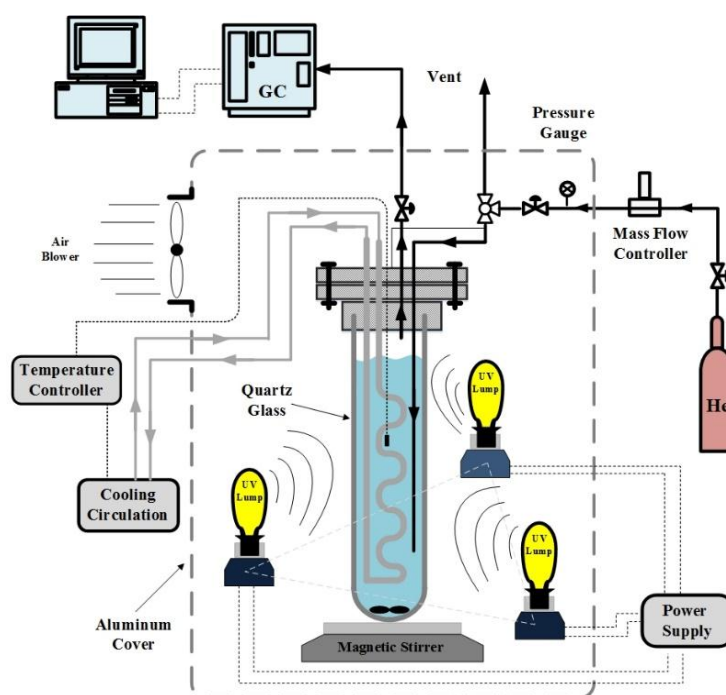 GC
Vent
Pressure
Gauge
Air
Blower
Mass Flow
Controller
Temperature
Controller
Quartz
Glass
UV
Lump
He
Cooling
Circulation
UV
Lump
UV
Lump
Aluminum
Cover
Magnetic Stirrer
Power
Supply